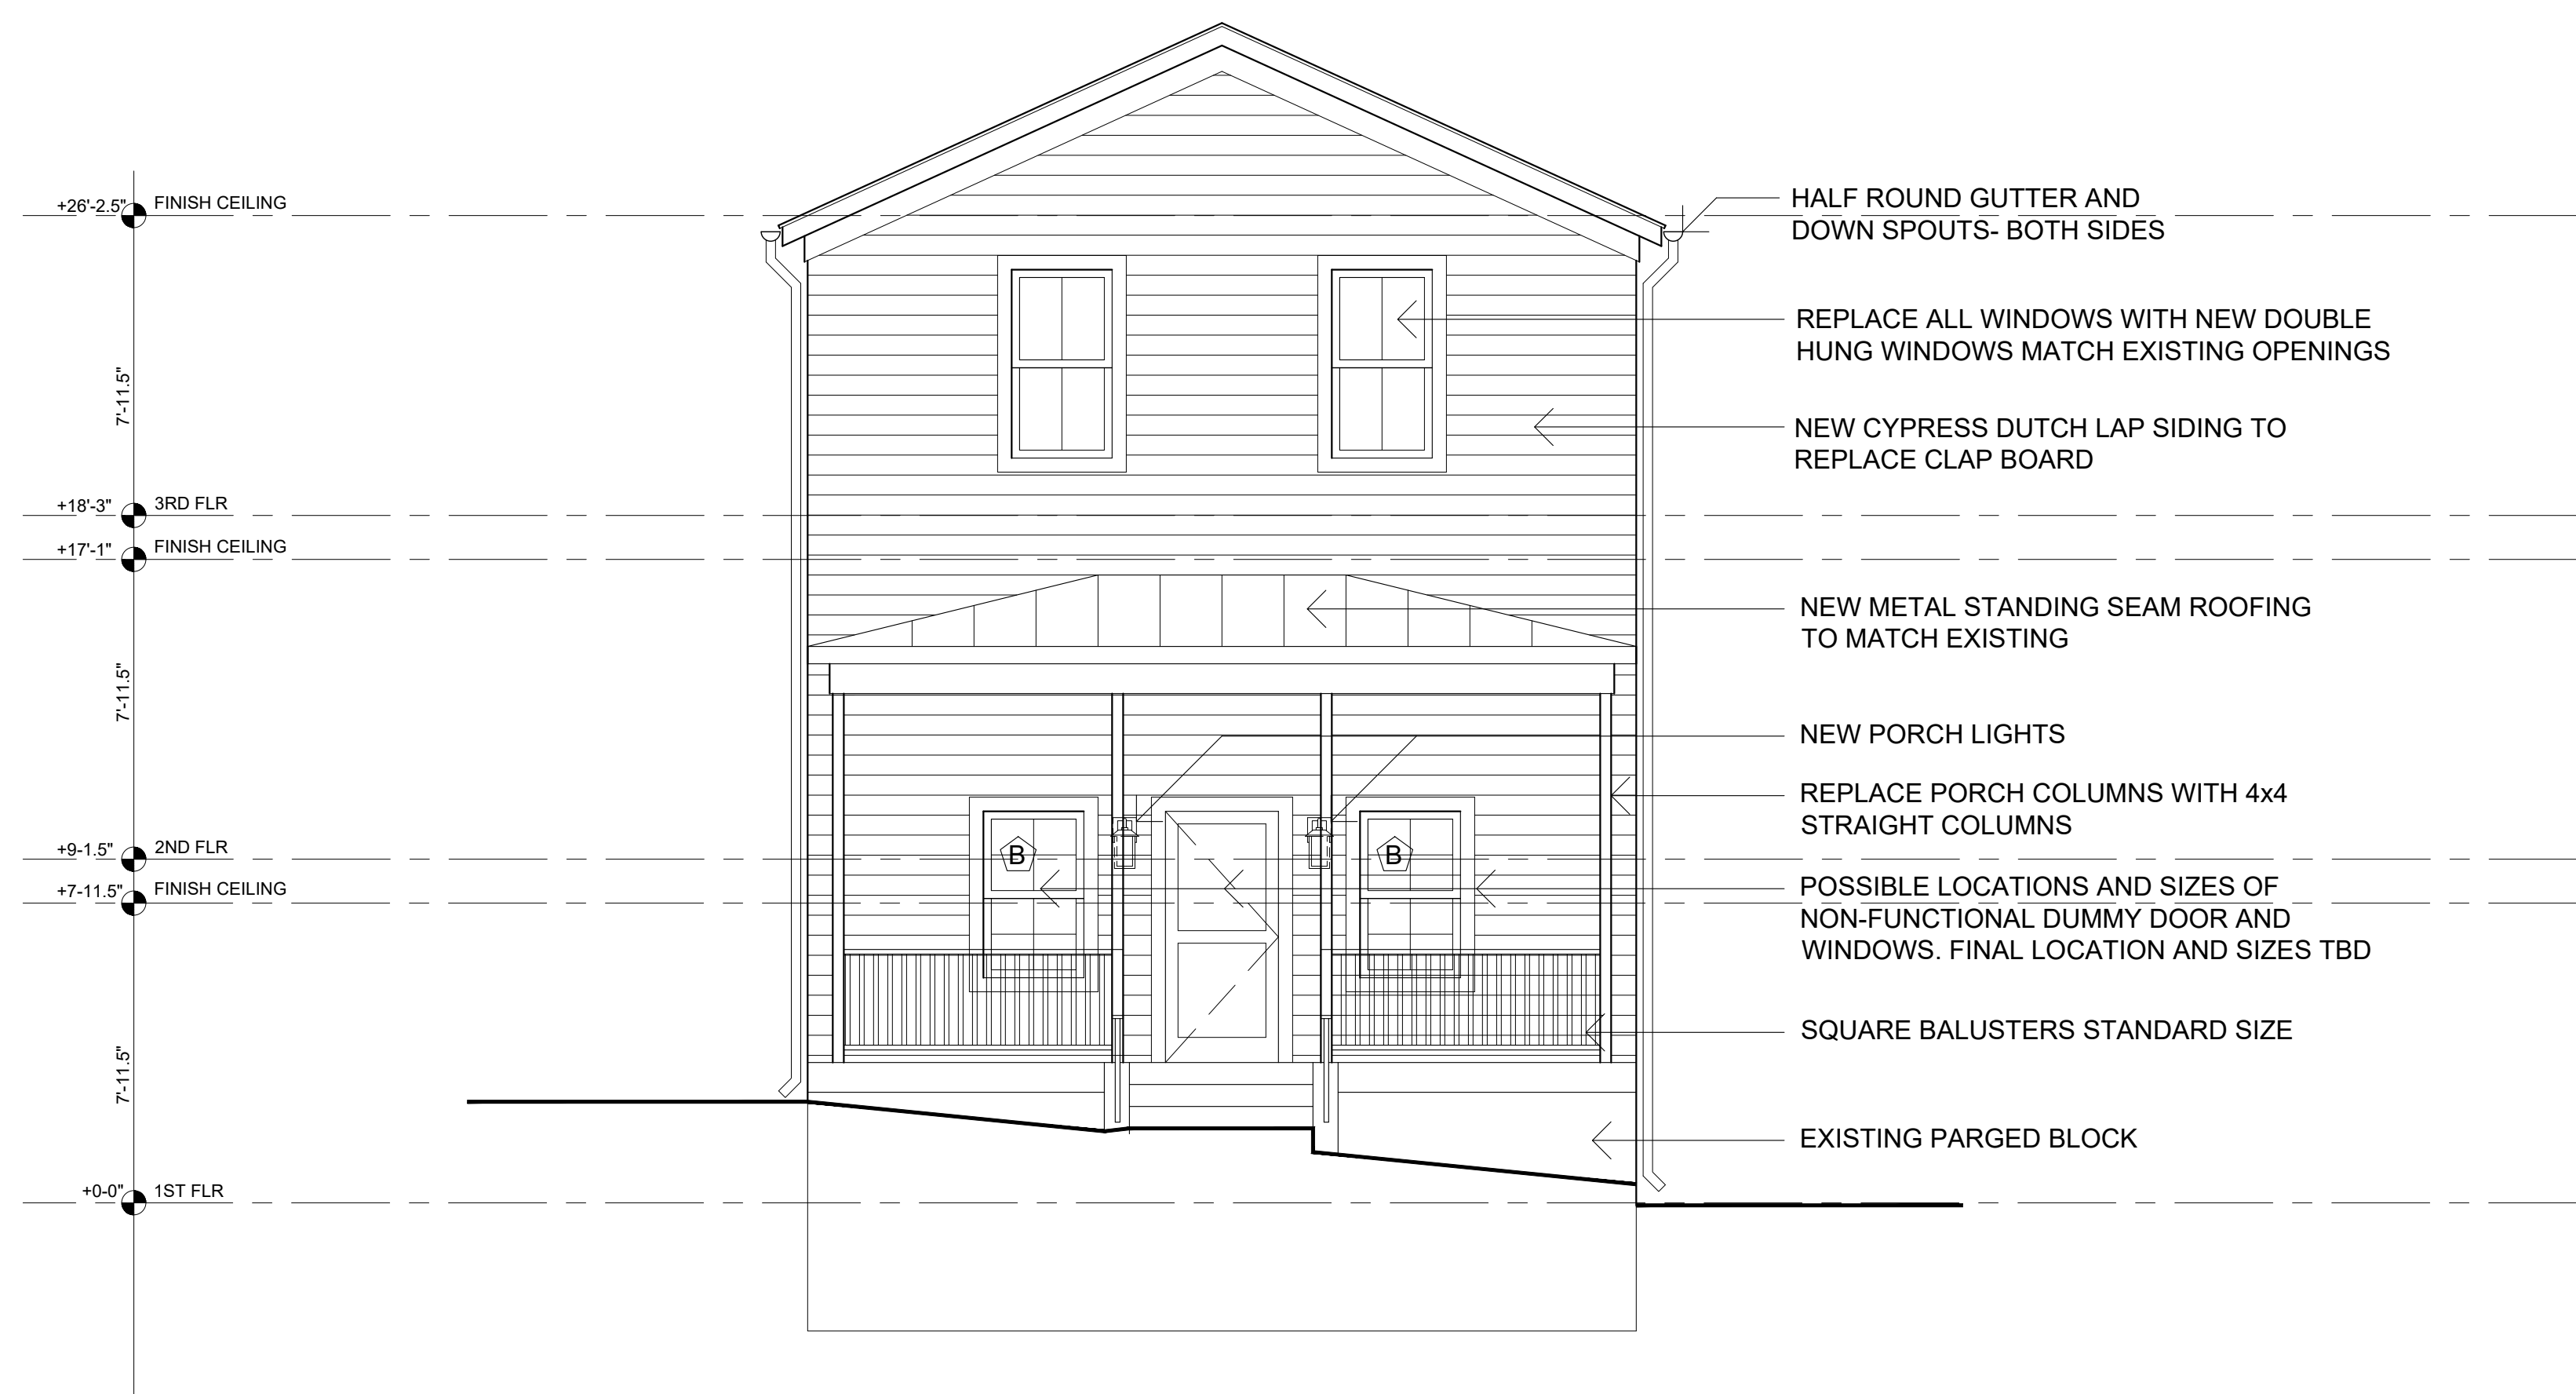 +26'-2.5" FINISH CEILING
7'-11.5"
+18'-3" 3RD FLR
+17'-1" FINISH CEILING
7'-11.5"
+9-1.5" 2ND FLR
+7-11.5" FINISH CEILING
7'-11.5"
+0-0" 1ST FLR
B
B
HALF ROUND GUTTER AND
DOWN SPOUTS- BOTH SIDES
REPLACE ALL WINDOWS WITH NEW DOUBLE
HUNG WINDOWS MATCH EXISTING OPENINGS
NEW CYPRESS DUTCH LAP SIDING TO
REPLACE CLAP BOARD
NEW METAL STANDING SEAM ROOFING
TO MATCH EXISTING
NEW PORCH LIGHTS
REPLACE PORCH COLUMNS WITH 4x4
STRAIGHT COLUMNS
POSSIBLE LOCATIONS AND SIZES OF
NON-FUNCTIONAL DUMMY DOOR AND
WINDOWS. FINAL LOCATION AND SIZES TBD
SQUARE BALUSTERS STANDARD SIZE
EXISTING PARGED BLOCK